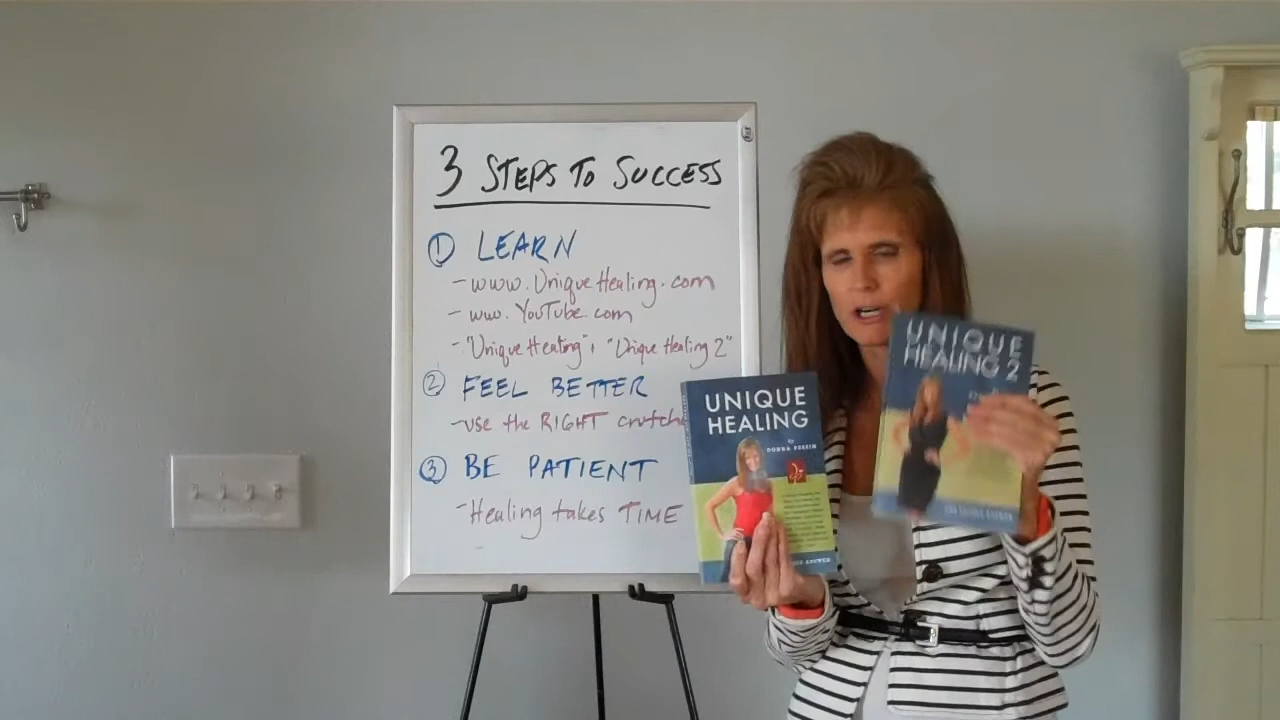 3 STEPS TO SUCCESS
① LEARN
- www.UniqueHealing.com
- www.YouTube.com
- "Unique Healing" + "Unique Healing 2"
② FEEL BETTER
- use the RIGHT
③ BE PATIENT
- Healing takes TIME
UNIQUE
HEALING
by
DONNA PESSIN
UNIQUE
HEALING 2